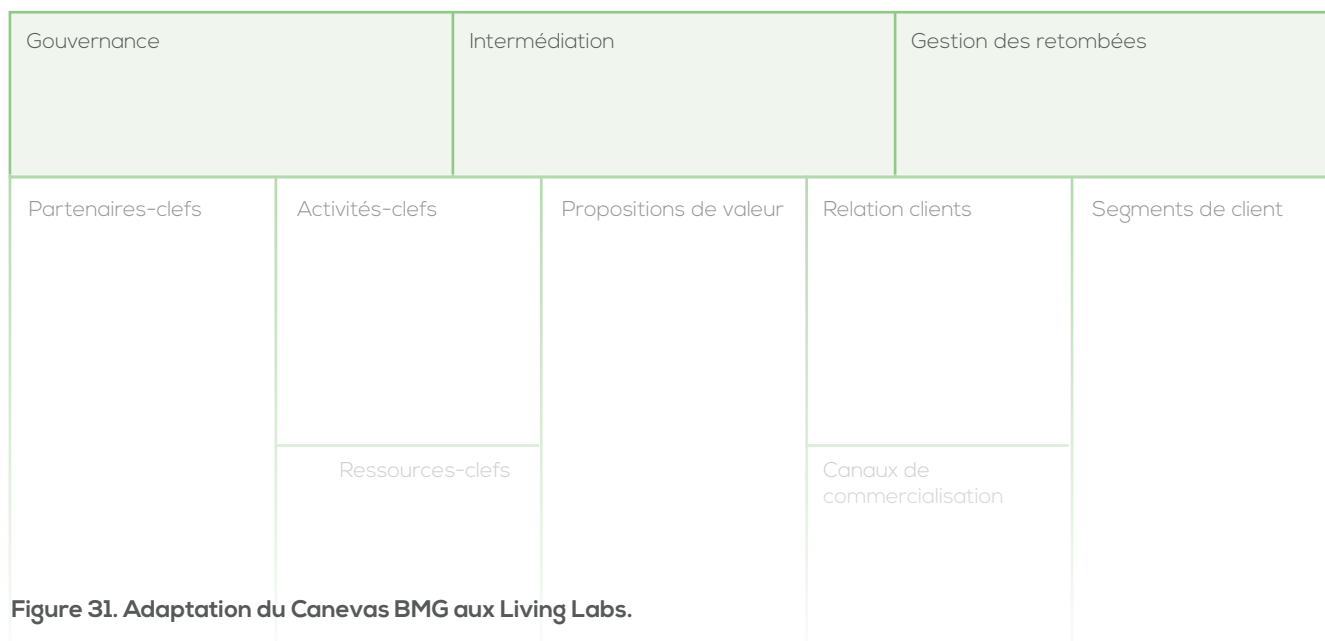 Gouvernance
Intermédiation
Gestion des retombées
Partenaires-clefs
Activités-clefs
Propositions de valeur
Relation clients
Segments de client
Ressources-clefs
Canaux de
commercialisation
Figure 31. Adaptation du Canevas BMG aux Living Labs.